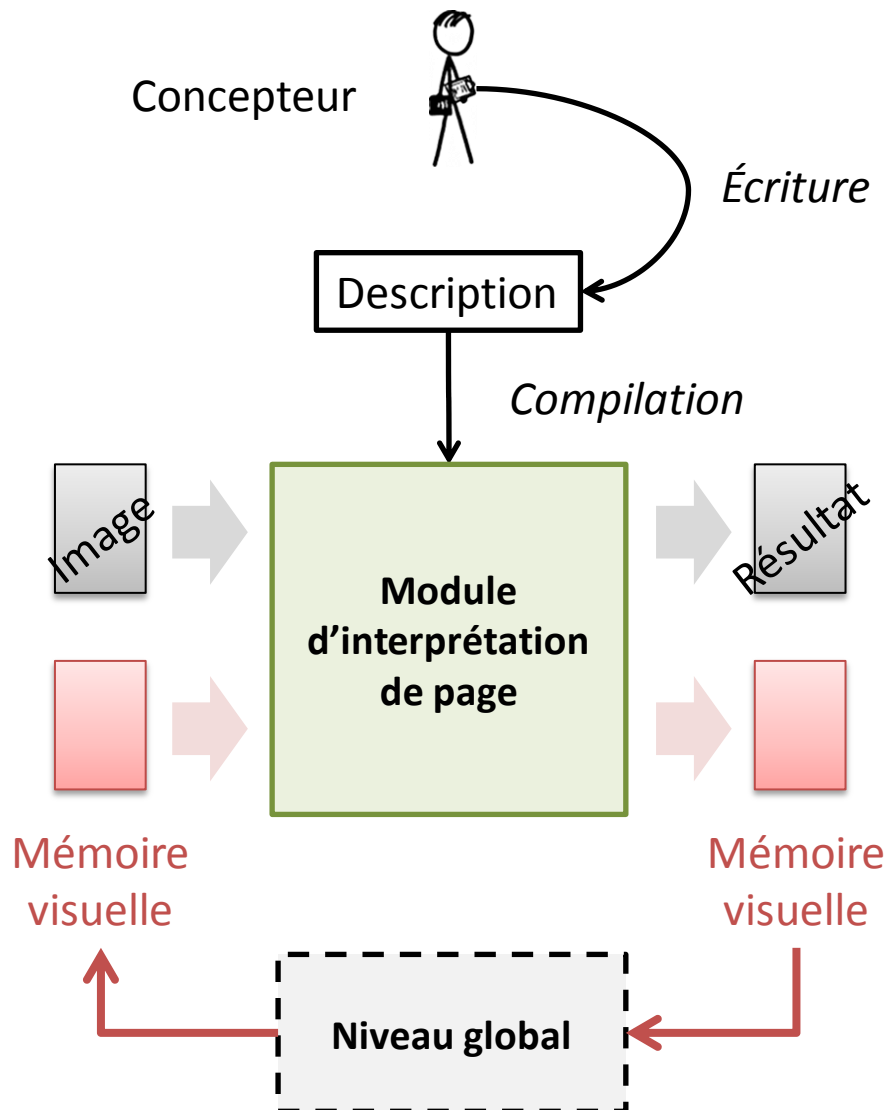 Concepteur
Écriture
Description
Compilation
Image
Résultat
Module
d’interprétation
de page
Mémoire
visuelle
Mémoire
visuelle
Niveau global